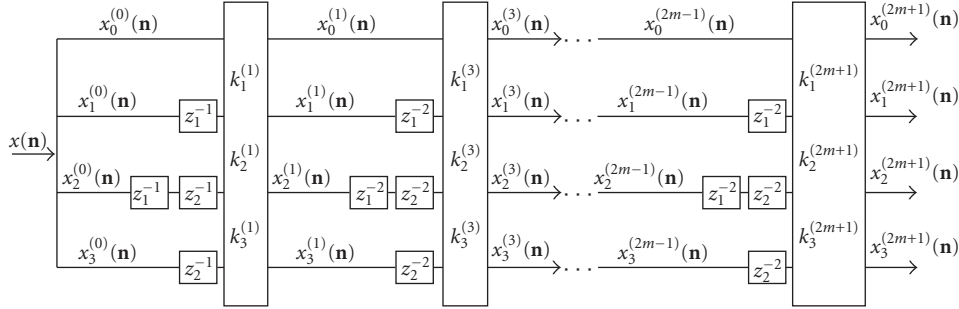 x_0^{(0)}(n) x_0^{(1)}(n) x_0^{(3)}(n) ... x_0^{(2m−1)}(n) x_0^{(2m+1)}(n)
k_1^{(1)} k_1^{(3)} k_1^{(2m+1)}
x_1^{(0)}(n) z_1^{−1} x_1^{(1)}(n) z_1^{−2} x_1^{(3)}(n) ... x_1^{(2m−1)}(n) z_1^{−2} x_1^{(2m+1)}(n)
x(n)
k_2^{(1)} k_2^{(3)} k_2^{(2m+1)}
x_2^{(0)}(n) z_1^{−1} z_2^{−1} x_2^{(1)}(n) z_1^{−2} z_2^{−2} x_2^{(3)}(n) ... x_2^{(2m−1)}(n) z_1^{−2} z_2^{−2} x_2^{(2m+1)}(n)
k_3^{(1)} k_3^{(3)} k_3^{(2m+1)}
x_3^{(0)}(n) z_2^{−1} x_3^{(1)}(n) z_2^{−2} x_3^{(3)}(n) ... x_3^{(2m−1)}(n) z_2^{−2} x_3^{(2m+1)}(n)